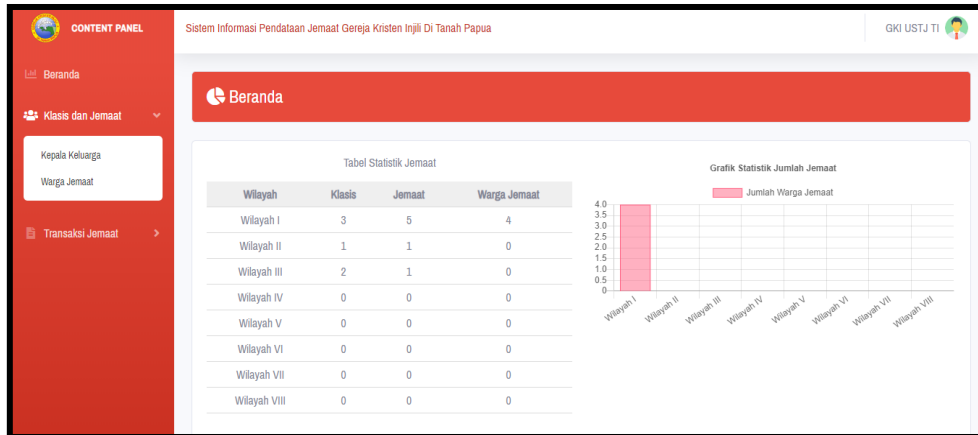 CONTENT PANEL
Sistem Informasi Pendataan Jemaat Gereja Kristen Injili Di Tanah Papua
GKI USTJ TI
Beranda
Klasis dan Jemaat
Kepala Keluarga
Warga Jemaat
Transaksi Jemaat
Beranda
Tabel Statistik Jemaat
Wilayah Klasis Jemaat Warga Jemaat
Wilayah I 3 5 4
Wilayah II 1 1 0
Wilayah III 2 1 0
Wilayah IV 0 0 0
Wilayah V 0 0 0
Wilayah VI 0 0 0
Wilayah VII 0 0 0
Wilayah VIII 0 0 0
Grafik Statistik Jumlah Jemaat
Jumlah Warga Jemaat
4.0
3.5
3.0
2.5
2.0
1.5
1.0
0.5
0
Wilayah I Wilayah II Wilayah III Wilayah IV Wilayah V Wilayah VI Wilayah VII Wilayah VIII